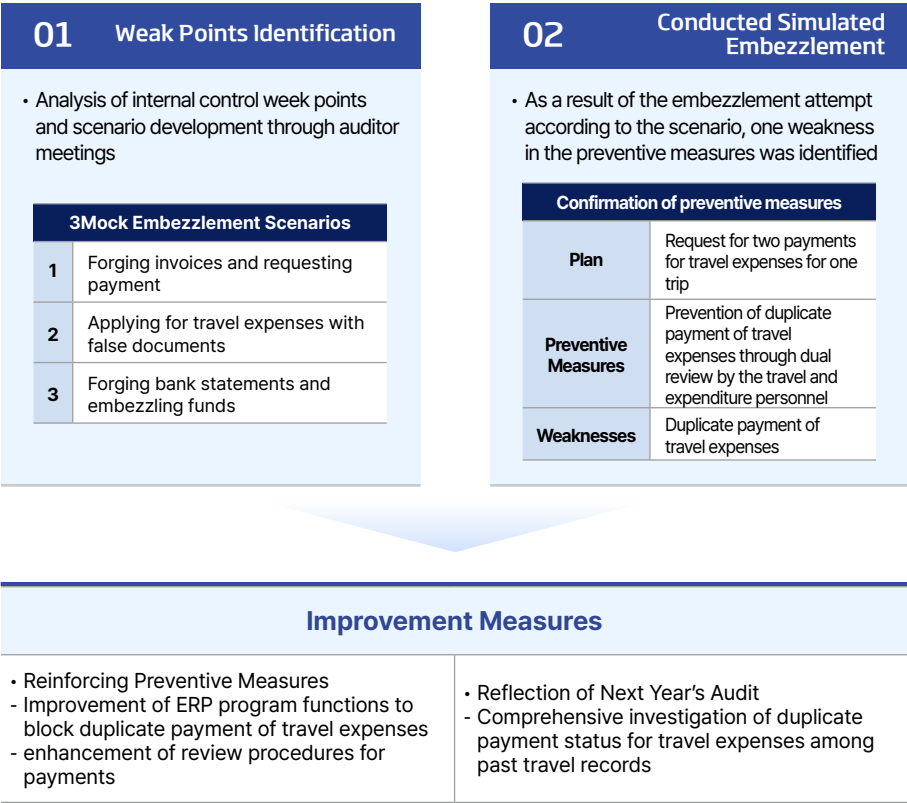 01 Weak Points Identification
• Analysis of internal control week points
and scenario development through auditor
meetings
3Mock Embezzlement Scenarios
1 Forging invoices and requesting
payment
2 Applying for travel expenses with
false documents
3 Forging bank statements and
embezzling funds
02 Conducted Simulated
Embezzlement
• As a result of the embezzlement attempt
according to the scenario, one weakness
in the preventive measures was identified
Confirmation of preventive measures
Plan
Request for two payments
for travel expenses for one
trip
Preventive
Measures
Prevention of duplicate
payment of travel
expenses through dual
review by the travel and
expenditure personnel
Weaknesses
Duplicate payment of
travel expenses
Improvement Measures
• Reinforcing Preventive Measures
- Improvement of ERP program functions to
block duplicate payment of travel expenses
- enhancement of review procedures for
payments
• Reflection of Next Year’s Audit
- Comprehensive investigation of duplicate
payment status for travel expenses among
past travel records